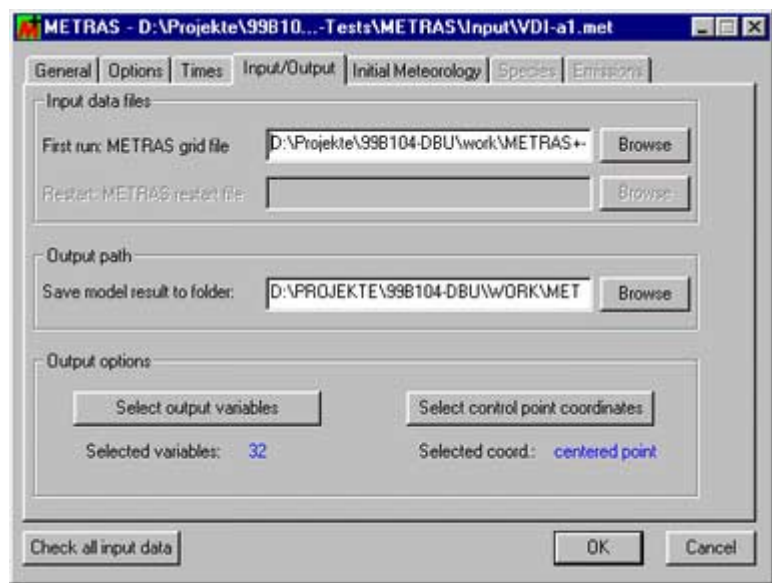 METRAS - D:\Projekte\99B10...-Tests\METRAS\Input\VDI-a1.met
General Options Times Input/Output Initial Meteorology Species Emissions
Input data files
First run: METRAS grid file D:\Projekte\99B104-DBU\work\METRAS+- Browse
Restart: METRAS restart file Browse
Output path
Save model result to folder: D:\PROJEKTE\99B104-DBU\WORK\MET Browse
Output options
Select output variables Select control point coordinates
Selected variables: 32 Selected coord.: centered point
Check all input data OK Cancel